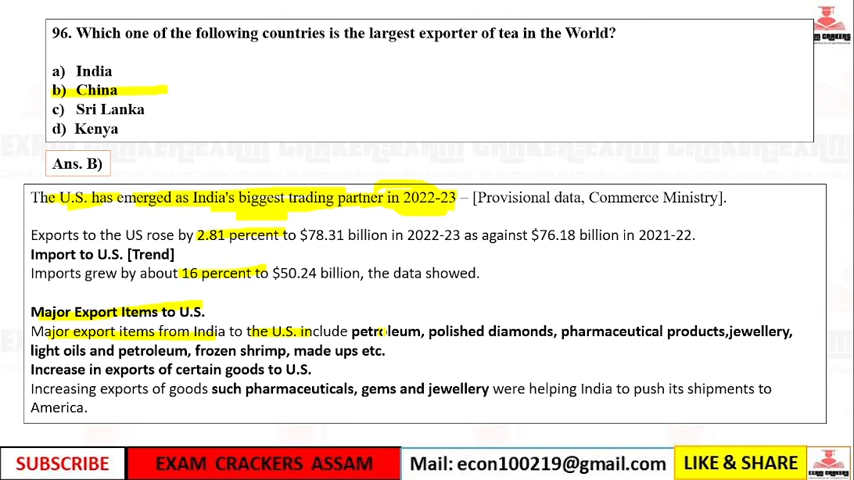 96. Which one of the following countries is the largest exporter of tea in the World?
a) India
b) China
c) Sri Lanka
d) Kenya
Ans. B)
The U.S. has emerged as India's biggest trading partner in 2022-23 – [Provisional data, Commerce Ministry].
Exports to the US rose by 2.81 percent to $78.31 billion in 2022-23 as against $76.18 billion in 2021-22.
Import to U.S. [Trend]
Imports grew by about 16 percent to $50.24 billion, the data showed.
Major Export Items to U.S.
Major export items from India to the U.S. include petroleum, polished diamonds, pharmaceutical products,jewellery,
light oils and petroleum, frozen shrimp, made ups etc.
Increase in exports of certain goods to U.S.
Increasing exports of goods such pharmaceuticals, gems and jewellery were helping India to push its shipments to
America.
SUBSCRIBE
EXAM CRACKERS ASSAM
Mail: econ100219@gmail.com
LIKE & SHARE